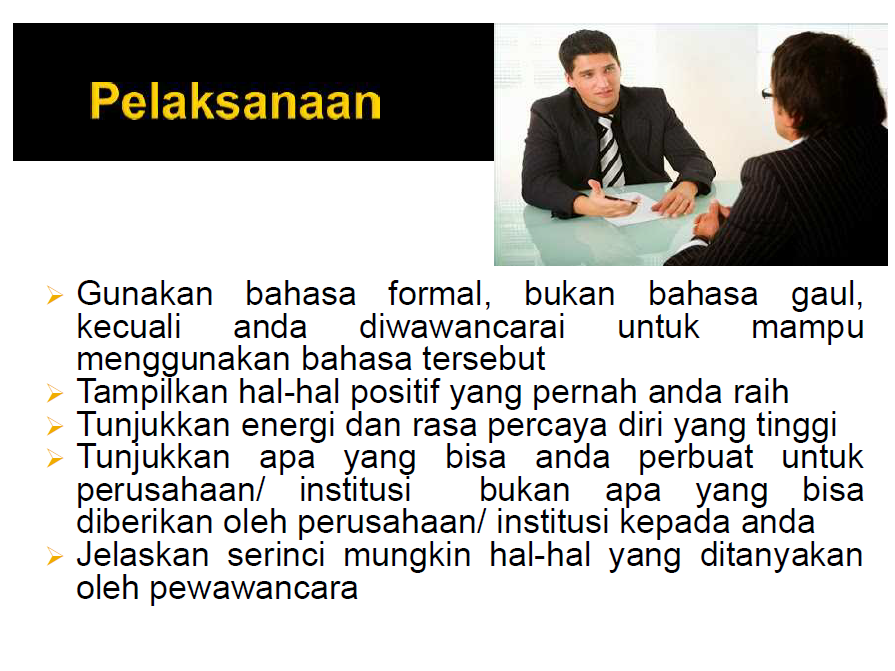 Pelaksanaan
Gunakan bahasa formal, bukan bahasa gaul,
kecuali anda diwawancarai untuk mampu
menggunakan bahasa tersebut
Tampilkan hal-hal positif yang pernah anda raih
Tunjukkan energi dan rasa percaya diri yang tinggi
Tunjukkan apa yang bisa anda perbuat untuk
perusahaan/ institusi bukan apa yang bisa
diberikan oleh perusahaan/ institusi kepada anda
Jelaskan serinci mungkin hal-hal yang ditanyakan
oleh pewawancara